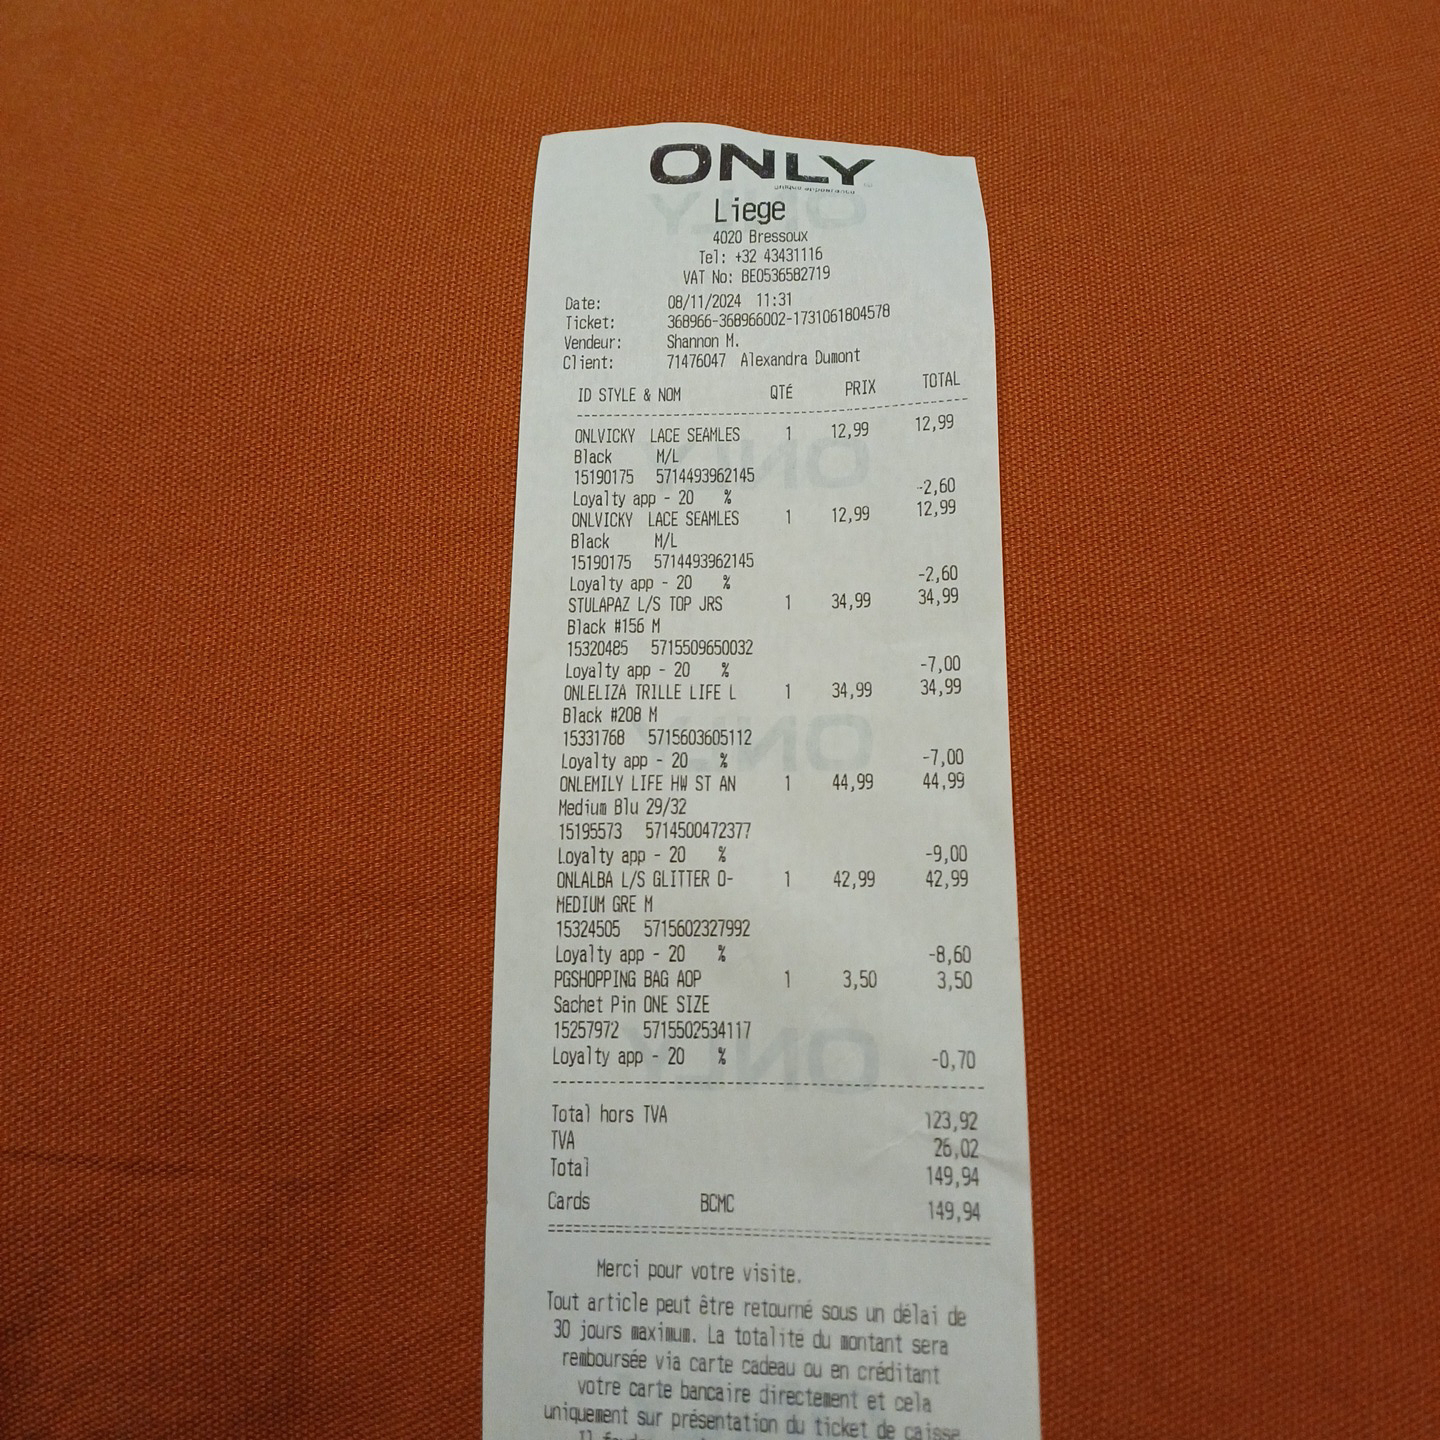 ONLY
unique appearance
Liege
4020 Bressoux
Tel: +32 43431116
VAT No: BE0536582719
Date: 08/11/2024 11:31
Ticket: 368966-368966002-1731061804578
Vendeur: Shannon M.
Client: 71476047 Alexandra Dumont
ID STYLE & NOM QTÉ PRIX TOTAL
ONLVICKY LACE SEAMLES 1 12,99 12,99
Black M/L
15190175 5714493962145
Loyalty app - 20 % -2,60
ONLVICKY LACE SEAMLES 1 12,99 12,99
Black M/L
15190175 5714493962145
Loyalty app - 20 % -2,60
STULAPAZ L/S TOP JRS 1 34,99 34,99
Black #156 M
15320485 5715509650032
Loyalty app - 20 % -7,00
ONLELIZA TRILLE LIFE L 1 34,99 34,99
Black #208 M
15331768 5715603605112
Loyalty app - 20 % -7,00
ONLEMILY LIFE HW ST AN 1 44,99 44,99
Medium Blu 29/32
15195573 5714500472377
Loyalty app - 20 % -9,00
ONLALBA L/S GLITTER O- 1 42,99 42,99
MEDIUM GRE M
15324505 5715602327992
Loyalty app - 20 % -8,60
PGSHOPPING BAG AOP 1 3,50 3,50
Sachet Pin ONE SIZE
15257972 5715502534117
Loyalty app - 20 % -0,70
Total hors TVA 123,92
TVA 26,02
Total 149,94
Cards BCMC 149,94
Merci pour votre visite.
Tout article peut être retourné sous un délai de
30 jours maximum. La totalité du montant sera
remboursée via carte cadeau ou en créditant
votre carte bancaire directement et cela
uniquement sur présentation du ticket de caisse.
Il